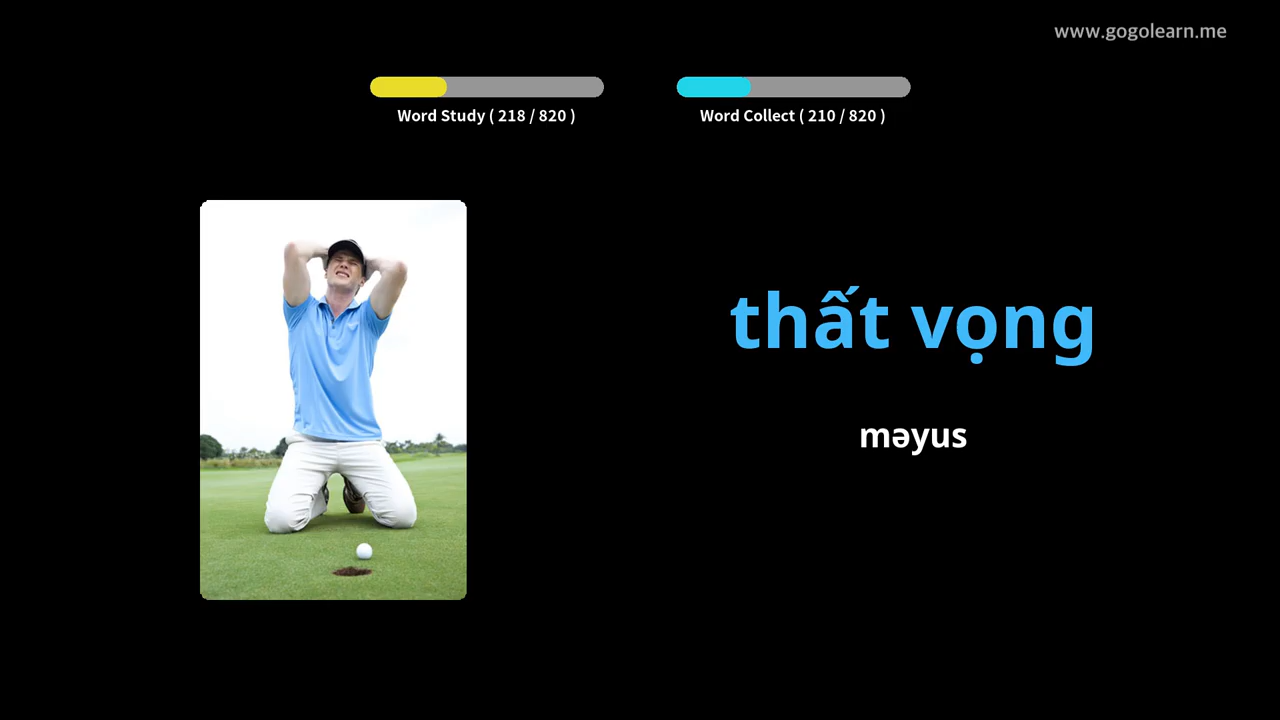 www.gogolearn.me
Word Study ( 218 / 820 )
Word Collect ( 210 / 820 )
thất vọng
məyus